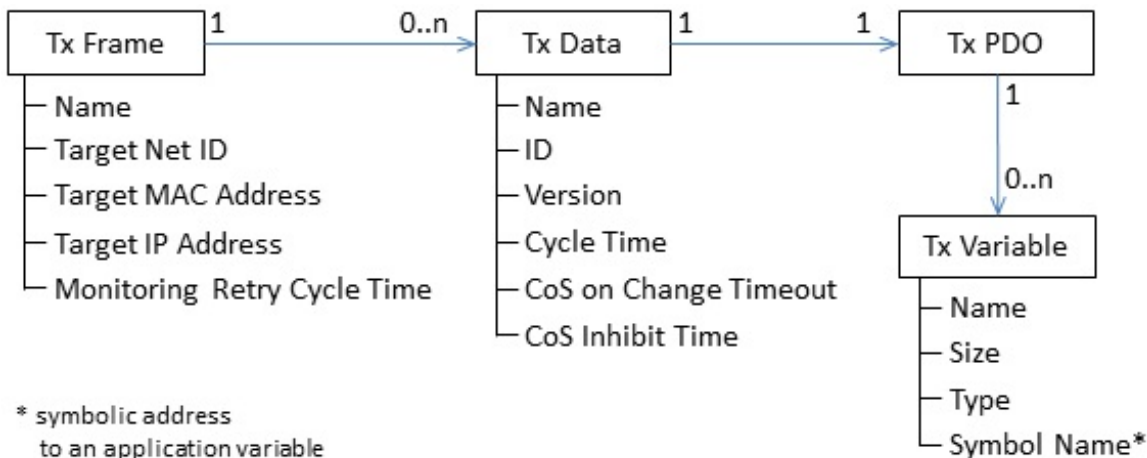 Tx Frame
1
0..n
Tx Data
1
1
Tx PDO
Name
Target Net ID
Target MAC Address
Target IP Address
Monitoring Retry Cycle Time
Name
ID
Version
Cycle Time
CoS on Change Timeout
CoS Inhibit Time
1
0..n
Tx Variable
Name
Size
Type
Symbol Name*
* symbolic address
to an application variable